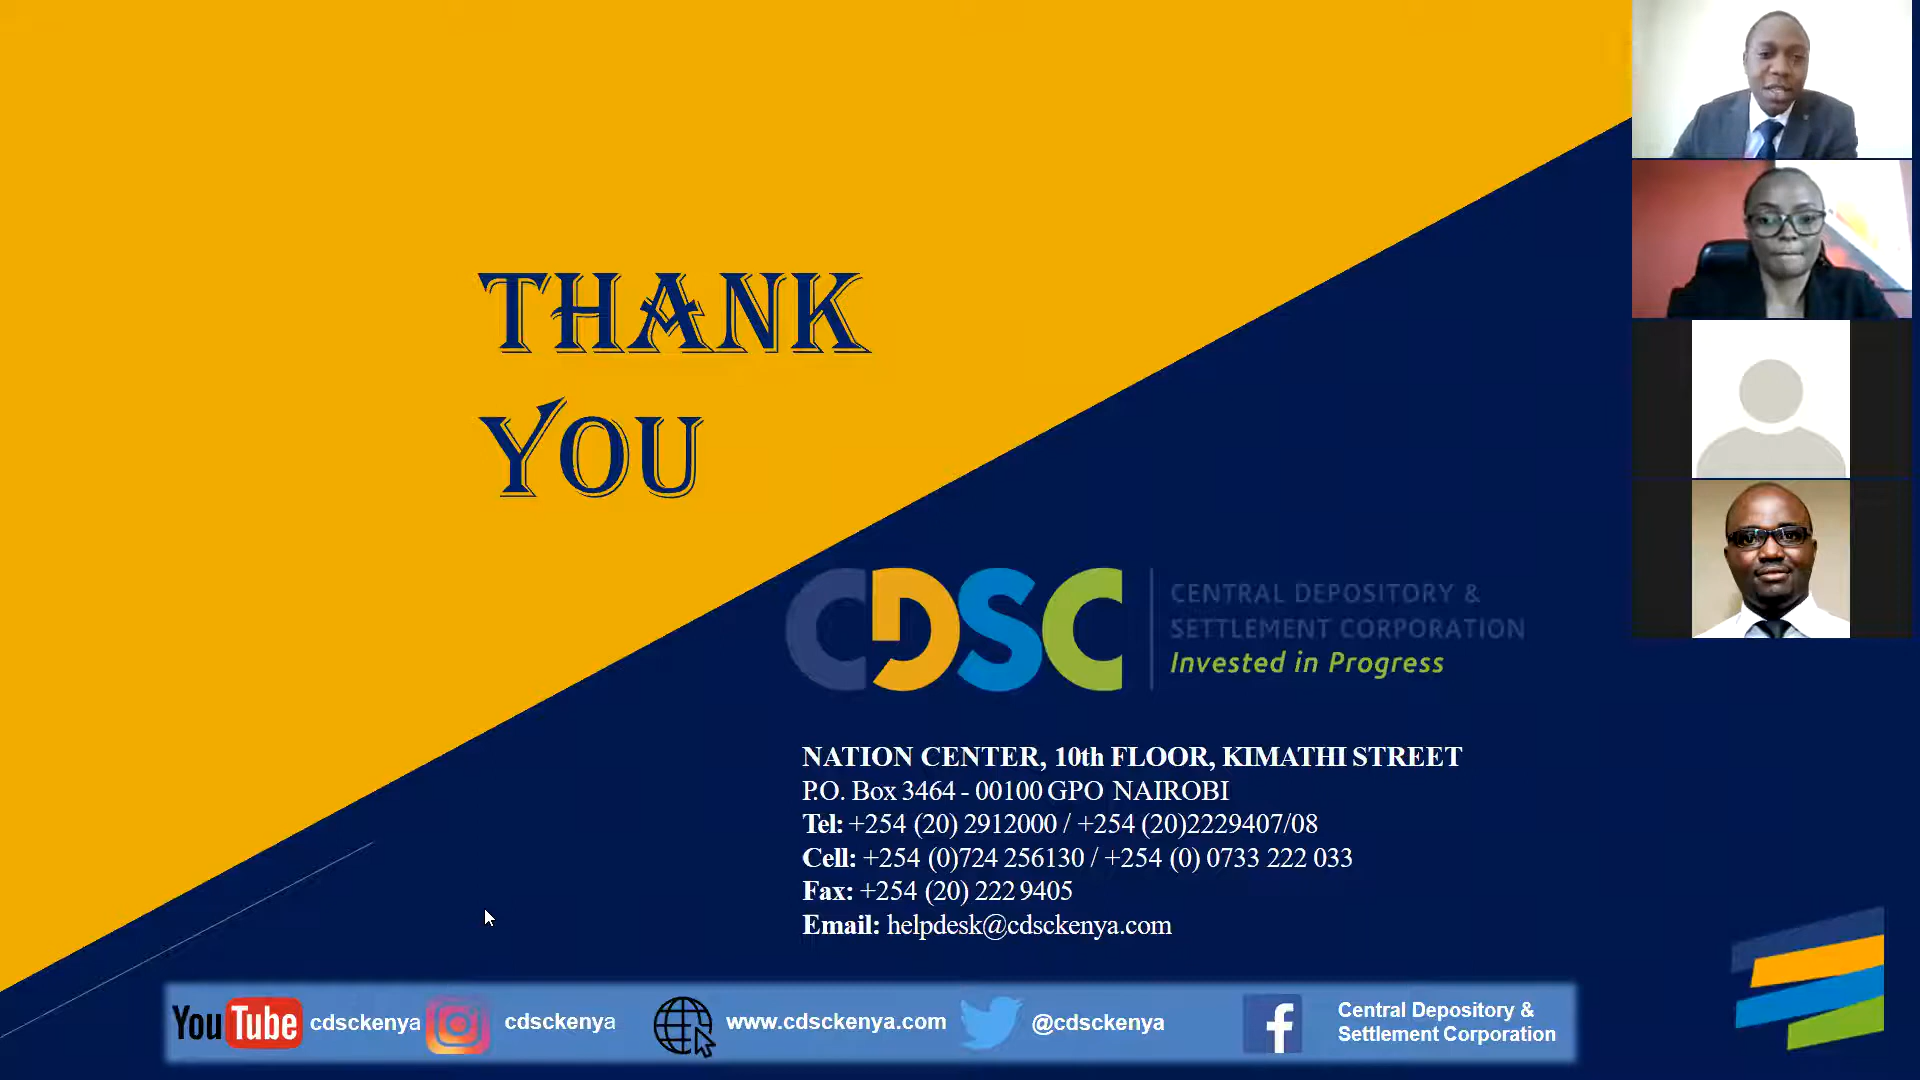 THANK
YOU
CDSC
CENTRAL DEPOSITORY &
SETTLEMENT CORPORATION
Invested in Progress
NATION CENTER, 10th FLOOR, KIMATHI STREET
P.O. Box 3464 - 00100 GPO NAIROBI
Tel: +254 (20) 2912000 / +254 (20)2229407/08
Cell: +254 (0)724 256130 / +254 (0) 0733 222 033
Fax: +254 (20) 222 9405
Email: helpdesk@cdsckenya.com
YouTube cdsckenya
cdsckenya
www.cdsckenya.com
@cdsckenya
f
Central Depository &
Settlement Corporation